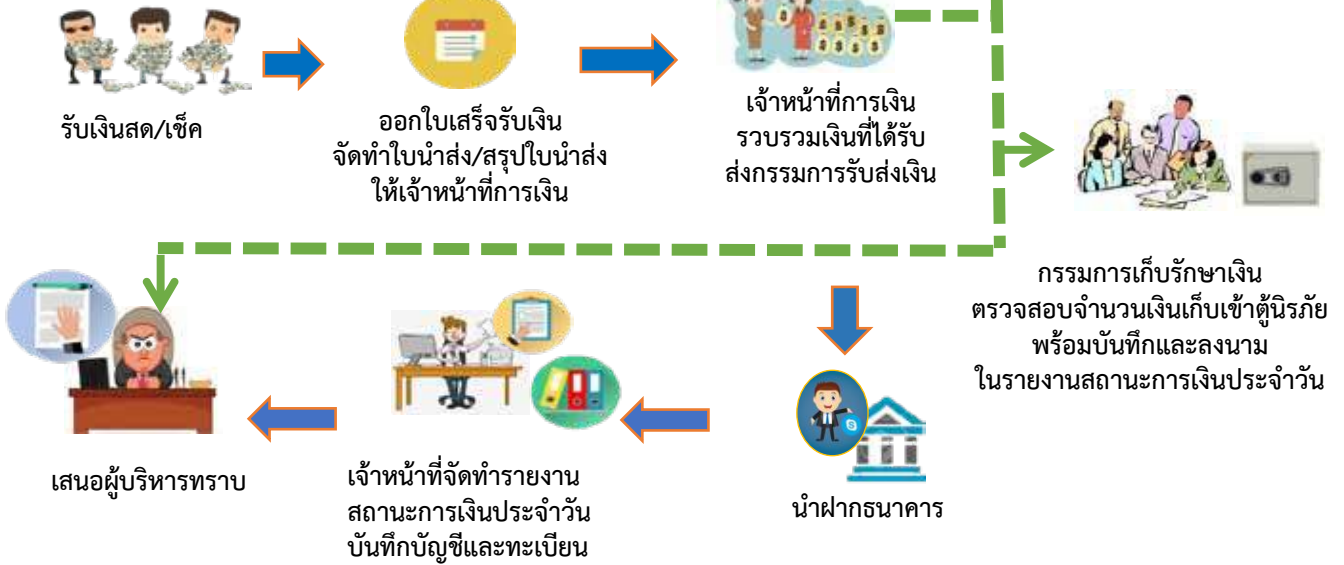 รับเงินสด/เช็ค
ออกใบเสร็จรับเงิน
จัดทำใบนำส่ง/สรุปใบนำส่ง
ให้เจ้าหน้าที่การเงิน
เจ้าหน้าที่การเงิน
รวบรวมเงินที่ได้รับ
ส่งกรรมการรับส่งเงิน
กรรมการเก็บรักษาเงิน
ตรวจสอบจำนวนเงินเก็บเข้าตู้นิรภัย
พร้อมบันทึกและลงนาม
ในรายงานสถานะการเงินประจำวัน
นำฝากธนาคาร
เจ้าหน้าที่จัดทำรายงาน
สถานะการเงินประจำวัน
บันทึกบัญชีและทะเบียน
เสนอผู้บริหารทราบ